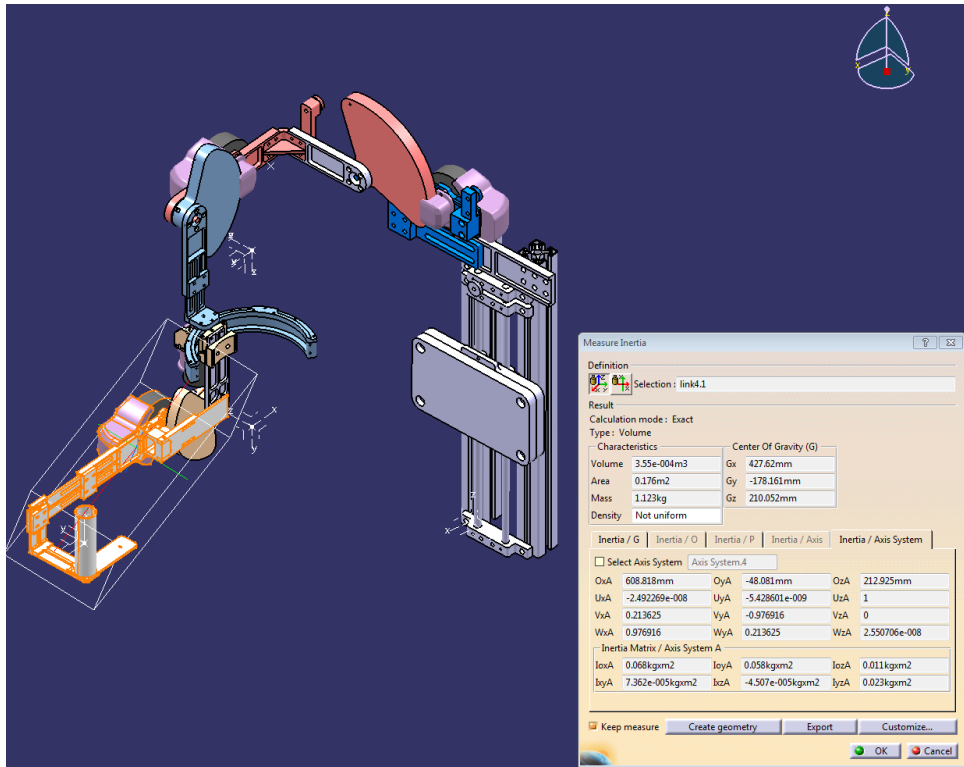 z
x
y
x
z
x
y
z
y
z
x
y
y
z
x
Measure Inertia
Definition
Selection : link4.1
Result
Calculation mode : Exact
Type : Volume
Characteristics Center Of Gravity (G)
Volume 3.55e-004m3 Gx 427.62mm
Area 0.176m2 Gy -178.161mm
Mass 1.123kg Gz 210.052mm
Density Not uniform
Inertia / G Inertia / O Inertia / P Inertia / Axis Inertia / Axis System
Select Axis System Axis System.4
OxA 608.818mm OyA -48.081mm OzA 212.925mm
UxA -2.492269e-008 UyA -5.428601e-009 UzA 1
VxA 0.213625 VyA -0.976916 VzA 0
WxA 0.976916 WyA 0.213625 WzA 2.550706e-008
Inertia Matrix / Axis System A
IoxA 0.068kgxm2 IoyA 0.058kgxm2 IozA 0.011kgxm2
IxyA 7.362e-005kgxm2 IxzA -4.507e-005kgxm2 IyzA 0.023kgxm2
Keep measure Create geometry Export Customize...
OK Cancel